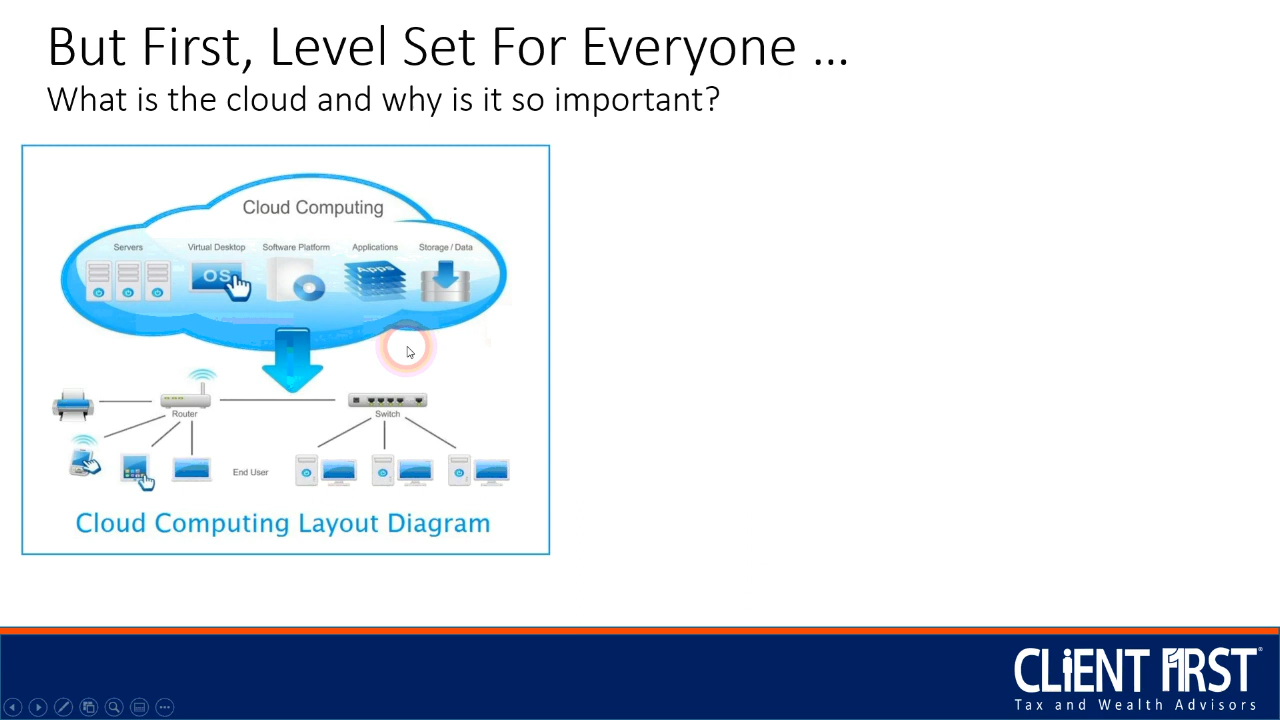 But First, Level Set For Everyone ...
What is the cloud and why is it so important?
Cloud Computing
Servers
Virtual Desktop
Software Platform
Applications
Storage / Data
OS
Apps
Router
Switch
End User
Cloud Computing Layout Diagram
CLiENT F1RST®
Tax and Wealth Advisors